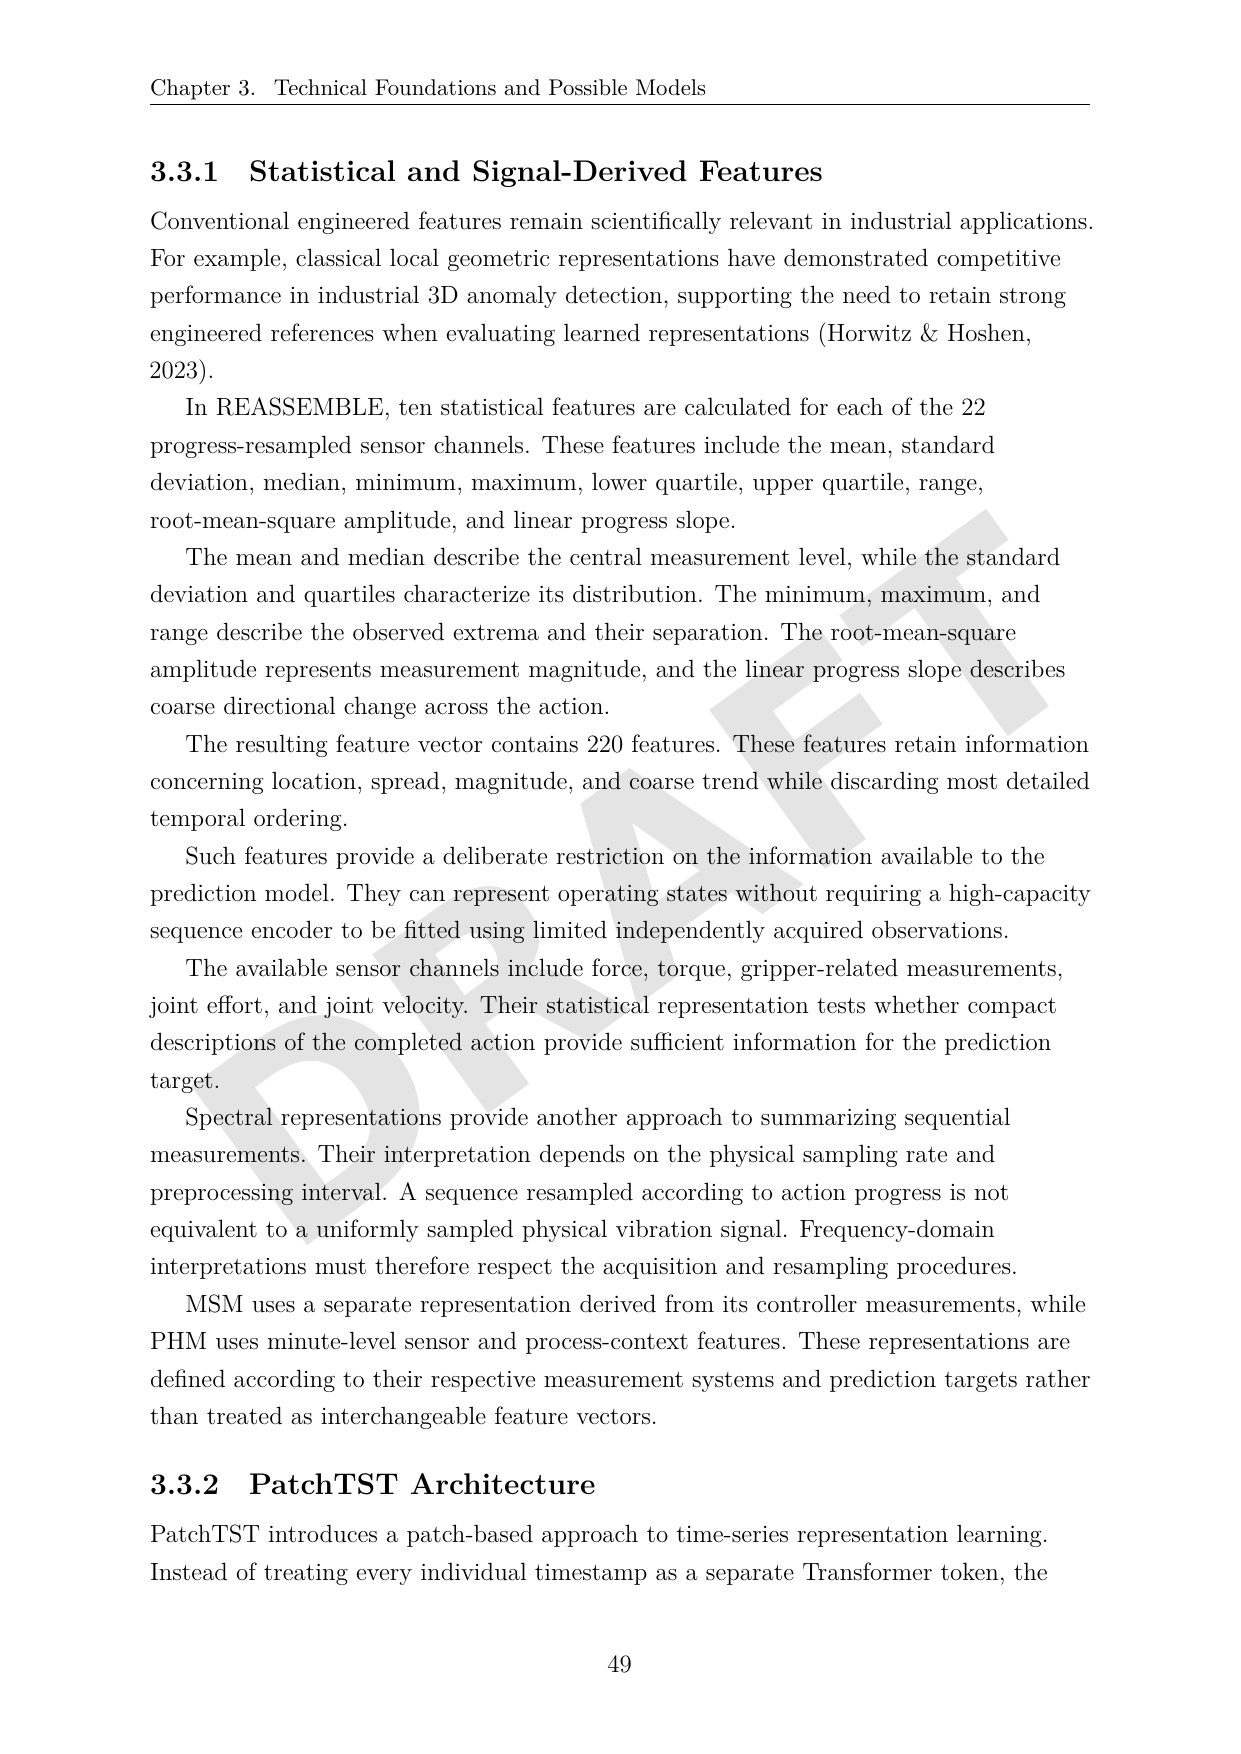 Chapter 3. Technical Foundations and Possible Models
3.3.1 Statistical and Signal-Derived Features
Conventional engineered features remain scientifically relevant in industrial applications.
For example, classical local geometric representations have demonstrated competitive
performance in industrial 3D anomaly detection, supporting the need to retain strong
engineered references when evaluating learned representations (Horwitz & Hoshen,
2023).
In REASSEMBLE, ten statistical features are calculated for each of the 22
progress-resampled sensor channels. These features include the mean, standard
deviation, median, minimum, maximum, lower quartile, upper quartile, range,
root-mean-square amplitude, and linear progress slope.
The mean and median describe the central measurement level, while the standard
deviation and quartiles characterize its distribution. The minimum, maximum, and
range describe the observed extrema and their separation. The root-mean-square
amplitude represents measurement magnitude, and the linear progress slope describes
coarse directional change across the action.
The resulting feature vector contains 220 features. These features retain information
concerning location, spread, magnitude, and coarse trend while discarding most detailed
temporal ordering.
Such features provide a deliberate restriction on the information available to the
prediction model. They can represent operating states without requiring a high-capacity
sequence encoder to be fitted using limited independently acquired observations.
The available sensor channels include force, torque, gripper-related measurements,
joint effort, and joint velocity. Their statistical representation tests whether compact
descriptions of the completed action provide sufficient information for the prediction
target.
Spectral representations provide another approach to summarizing sequential
measurements. Their interpretation depends on the physical sampling rate and
preprocessing interval. A sequence resampled according to action progress is not
equivalent to a uniformly sampled physical vibration signal. Frequency-domain
interpretations must therefore respect the acquisition and resampling procedures.
MSM uses a separate representation derived from its controller measurements, while
PHM uses minute-level sensor and process-context features. These representations are
defined according to their respective measurement systems and prediction targets rather
than treated as interchangeable feature vectors.
3.3.2 PatchTST Architecture
PatchTST introduces a patch-based approach to time-series representation learning.
Instead of treating every individual timestamp as a separate Transformer token, the
49
DRAFT